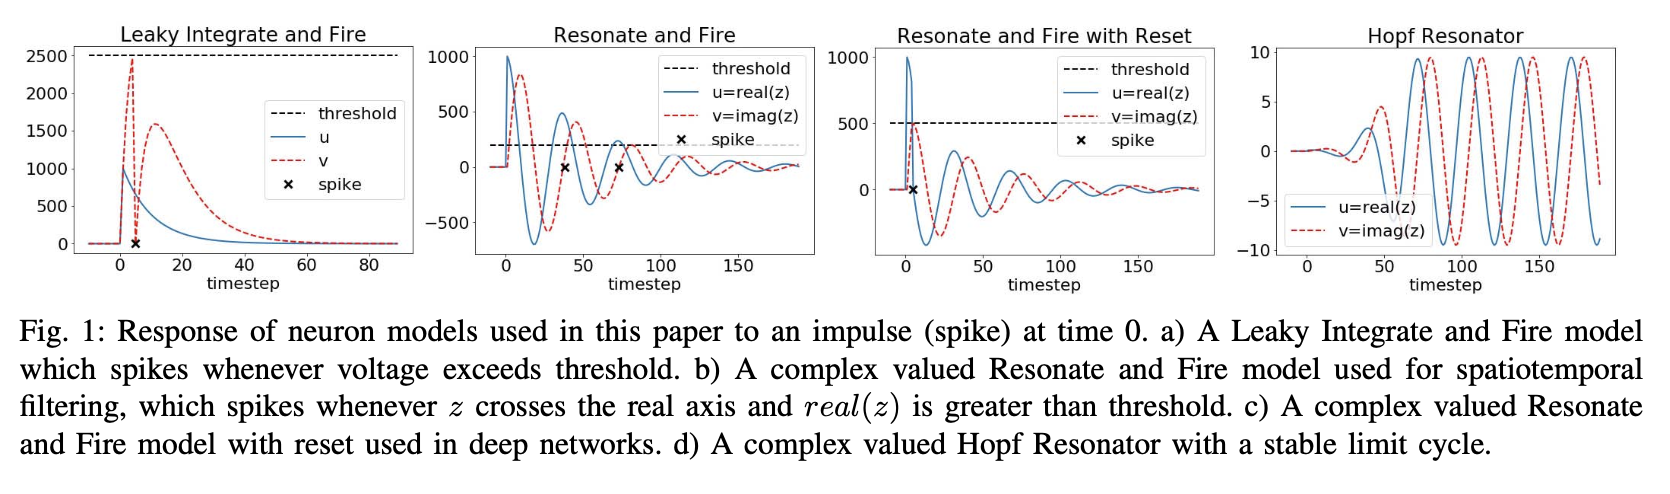 Leaky Integrate and Fire
2500
2000
1500
1000
500
0
threshold
u
v
spike
0 20 40 60 80
timestep
Resonate and Fire
1000
500
0
−500
threshold
u=real(z)
v=imag(z)
spike
0 50 100 150
timestep
Resonate and Fire with Reset
1000
500
0
threshold
u=real(z)
v=imag(z)
spike
0 50 100 150
timestep
Hopf Resonator
10
5
0
−5
−10
u=real(z)
v=imag(z)
0 50 100 150
timestep
Fig. 1: Response of neuron models used in this paper to an impulse (spike) at time 0. a) A Leaky Integrate and Fire model
which spikes whenever voltage exceeds threshold. b) A complex valued Resonate and Fire model used for spatiotemporal
filtering, which spikes whenever z crosses the real axis and real(z) is greater than threshold. c) A complex valued Resonate
and Fire model with reset used in deep networks. d) A complex valued Hopf Resonator with a stable limit cycle.